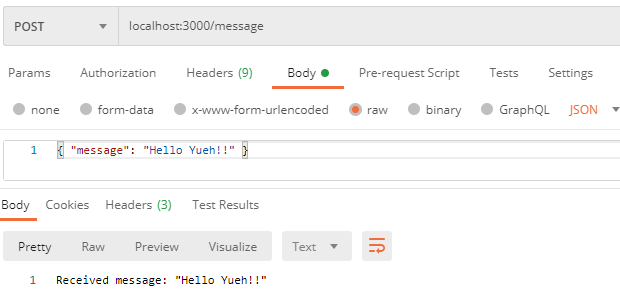 POST localhost:3000/message
Params Authorization Headers (9) Body Pre-request Script Tests Settings
none form-data x-www-form-urlencoded raw binary GraphQL JSON
1 { "message": "Hello Yueh!!" }
Body Cookies Headers (3) Test Results
Pretty Raw Preview Visualize Text
1 Received message: "Hello Yueh!!"